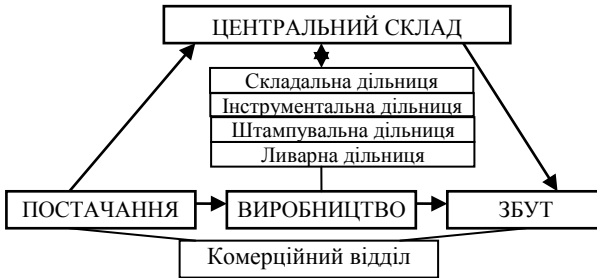 ЦЕНТРАЛЬНИЙ СКЛАД
Складальна дільниця
Інструментальна дільниця
Штампувальна дільниця
Ливарна дільниця
ПОСТАЧАННЯ
ВИРОБНИЦТВО
ЗБУТ
Комерційний відділ